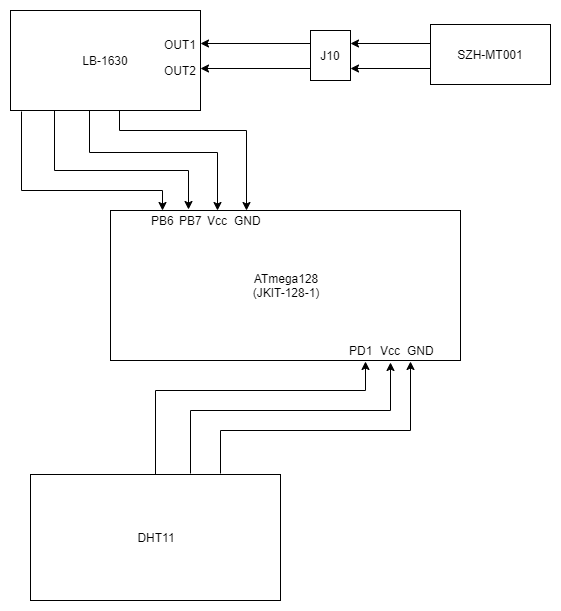 LB-1630
OUT1
OUT2
J10
SZH-MT001
PB6 PB7 Vcc GND
ATmega128
(JKIT-128-1)
PD1 Vcc GND
DHT11